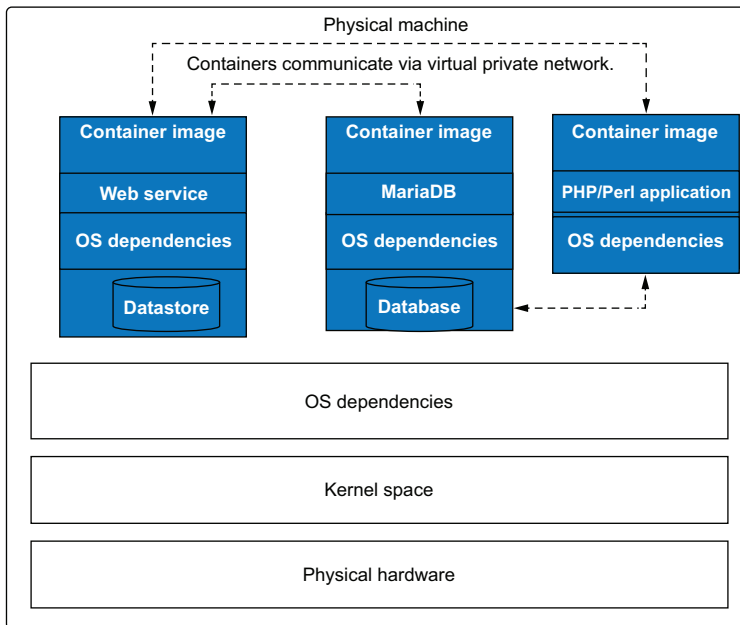 Physical machine
Containers communicate via virtual private network.
Container image
Web service
OS dependencies
Datastore
Container image
MariaDB
OS dependencies
Database
Container image
PHP/Perl application
OS dependencies
OS dependencies
Kernel space
Physical hardware